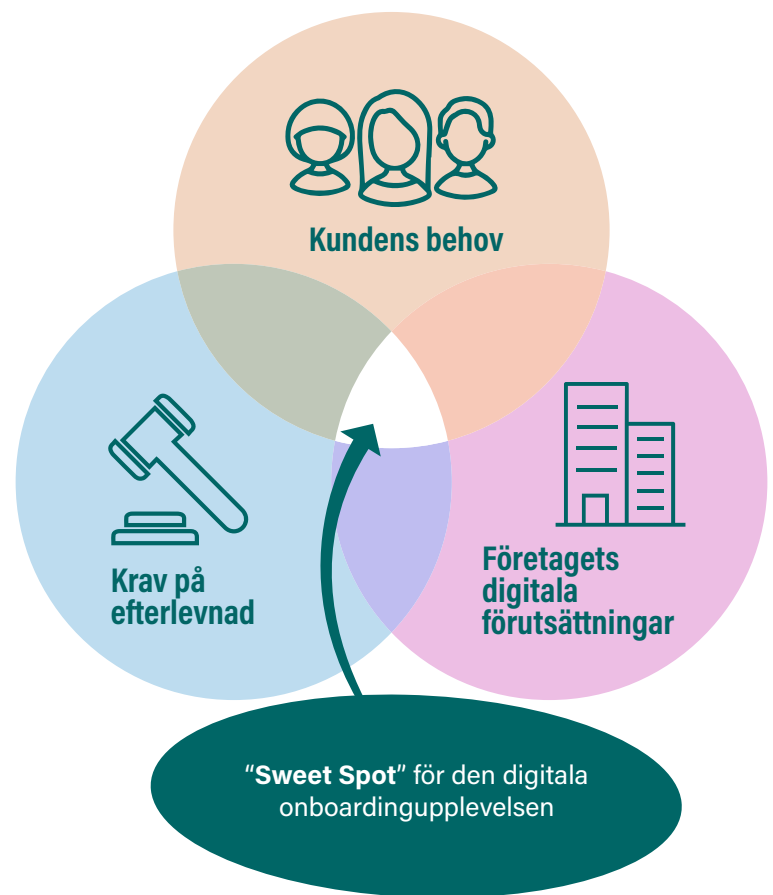 Kundens behov
Krav på
efterlevnad
Företagets
digitala
förutsättningar
“Sweet Spot” för den digitala
onboardingupplevelsen